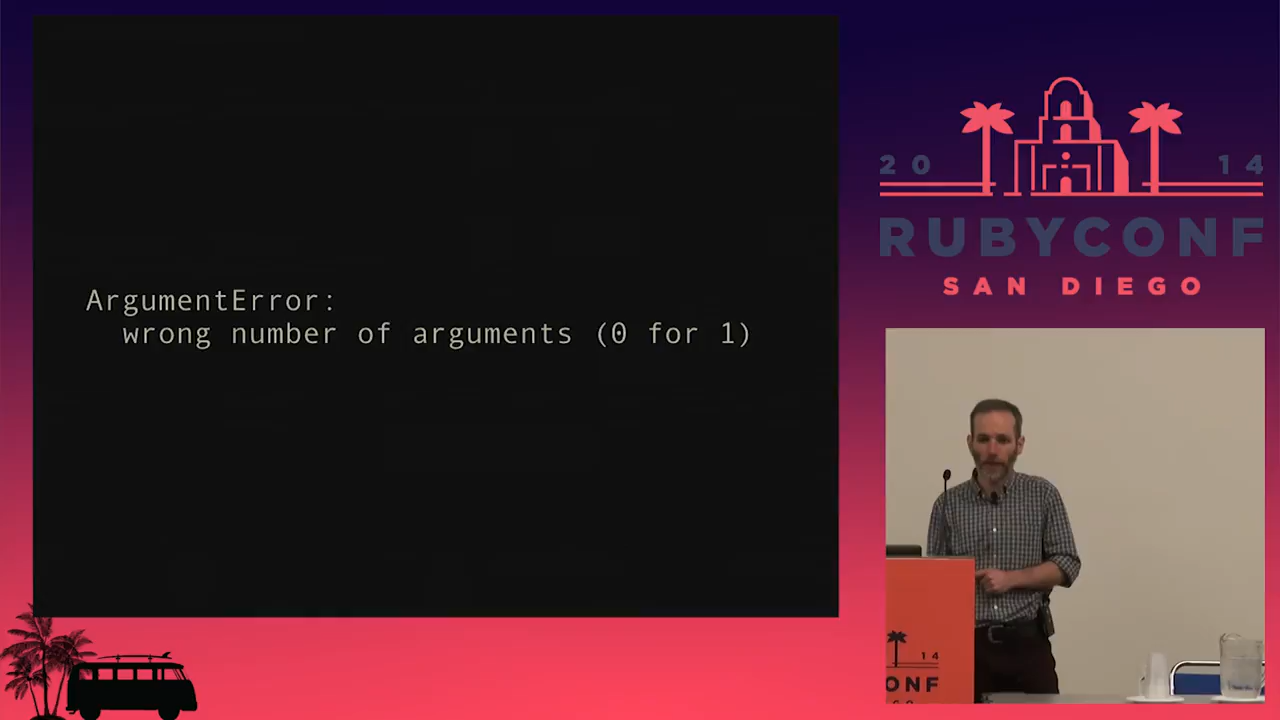 ArgumentError:
wrong number of arguments (0 for 1)
20 14
RUBYCONF
SAN DIEGO
14
ONF